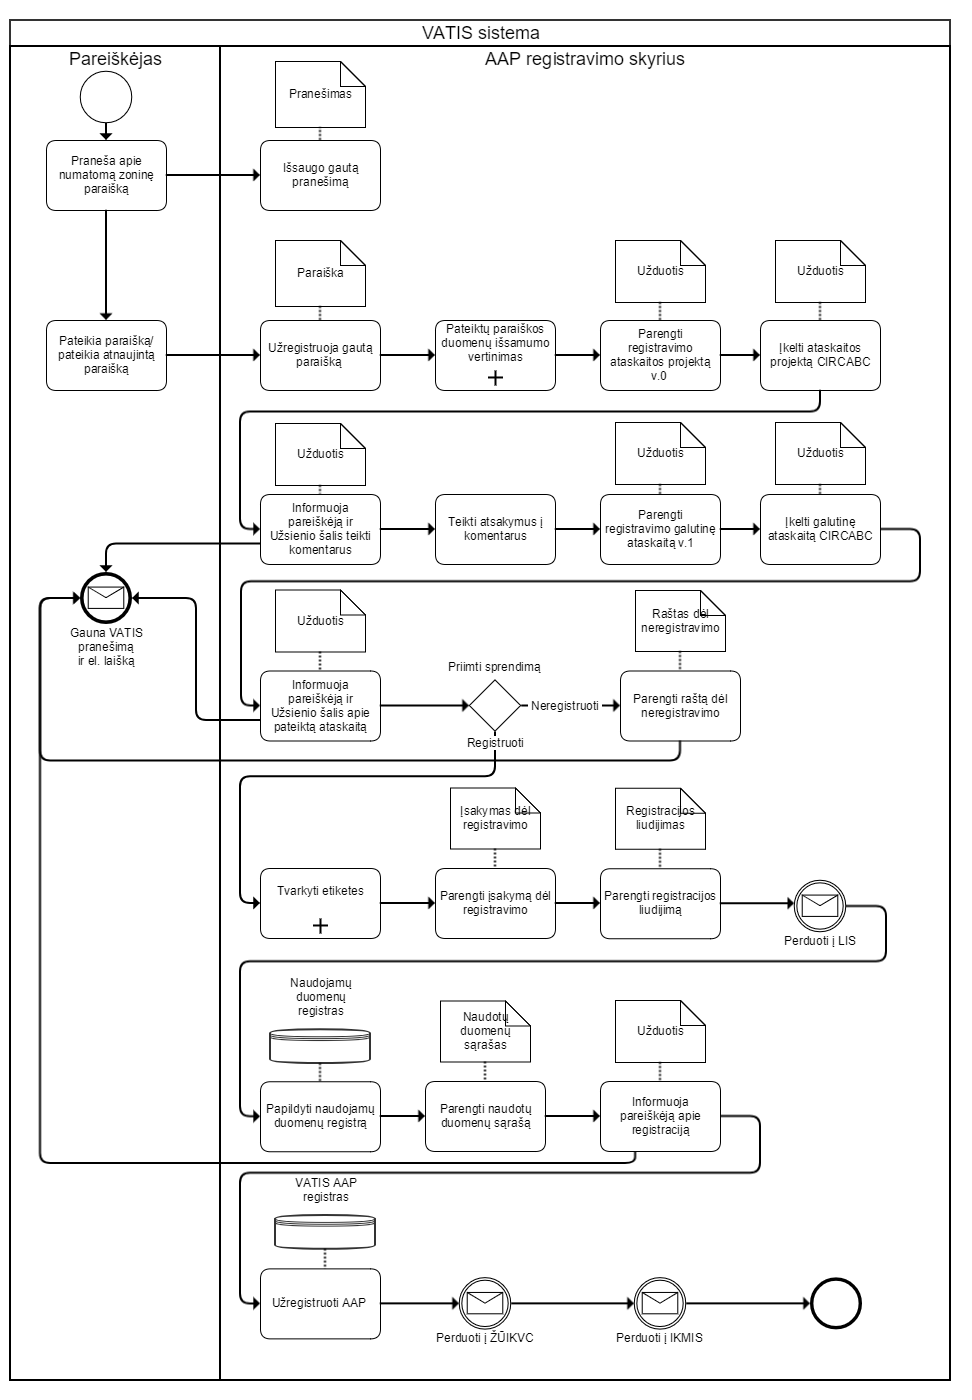 VATIS sistema
Pareiškėjas
AAP registravimo skyrius
Pranešimas
Praneša apie
numatomą zoninę
paraišką
Išsaugo gautą
pranešimą
Paraiška
Užduotis
Užduotis
Pateikia paraišką/
pateikia atnaujintą
paraišką
Užregistruoja gautą
paraišką
Pateiktų paraiškos
duomenų išsamumo
vertinimas
Parengti
registravimo
ataskaitos projektą
v.0
Įkelti ataskaitos
projektą CIRCABC
Užduotis
Užduotis
Užduotis
Informuoja
pareiškėją ir
Užsienio šalis teikti
komentarus
Teikti atsakymus į
komentarus
Parengti
registravimo galutinę
ataskaitą v.1
Įkelti galutinę
ataskaitą CIRCABC
Gauna VATIS
pranešimą
ir el. laišką
Užduotis
Raštas dėl
neregistravimo
Informuoja
pareiškėją ir
Užsienio šalis apie
pateiktą ataskaitą
Priimti sprendimą
Neregistruoti
Registruoti
Parengti raštą dėl
neregistravimo
Įsakymas dėl
registravimo
Registracijos
liudijimas
Tvarkyti etiketes
Parengti įsakymą dėl
registravimo
Parengti registracijos
liudijimą
Perduoti į LIS
Naudojamų
duomenų
registras
Naudotų
duomenų
sąrašas
Užduotis
Papildyti naudojamų
duomenų registrą
Parengti naudotų
duomenų sąrašą
Informuoja
pareiškėją apie
registraciją
VATIS AAP
registras
Užregistruoti AAP
Perduoti į ŽŪIKVC
Perduoti į IKMIS